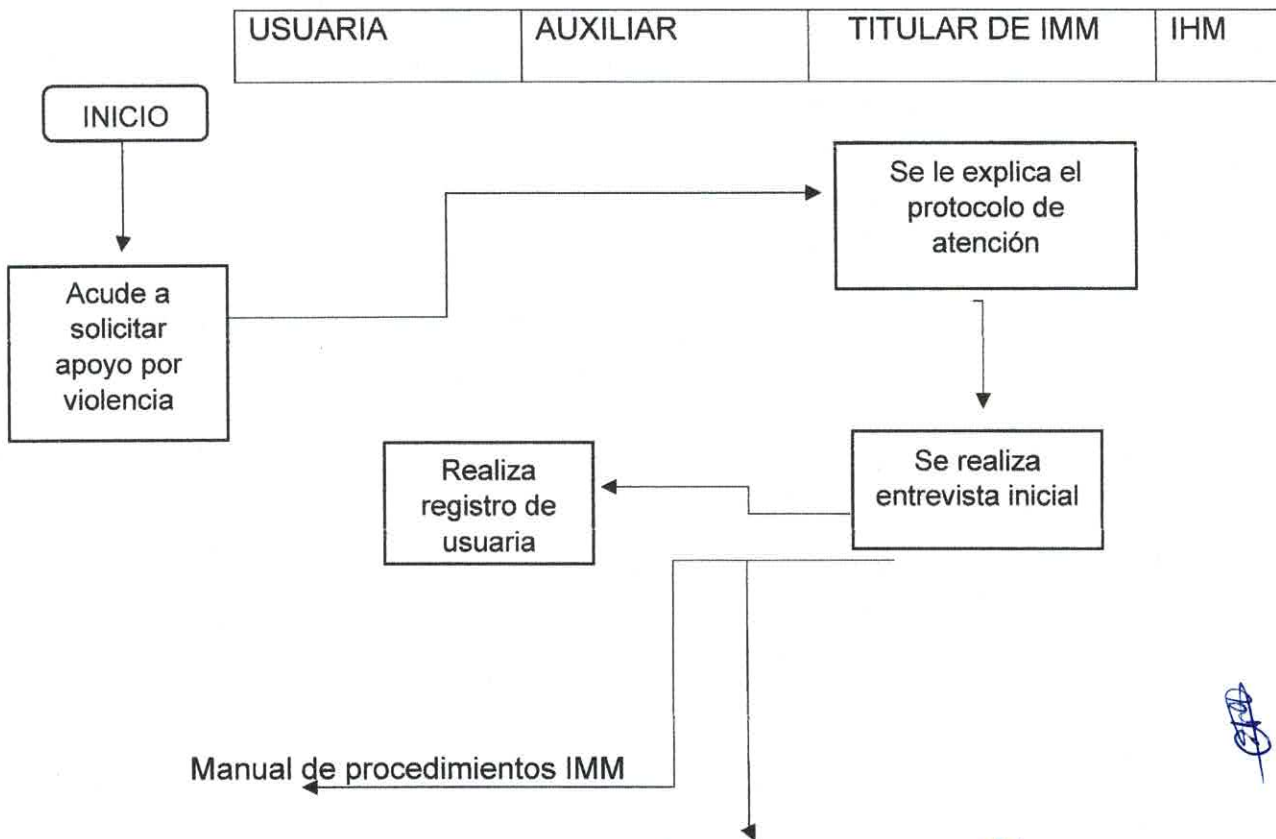 USUARIA AUXILIAR TITULAR DE IMM IHM
INICIO
Se le explica el
protocolo de
atención
Acude a
solicitar
apoyo por
violencia
Realiza
registro de
usuaria
Se realiza
entrevista inicial
Manual de procedimientos IMM